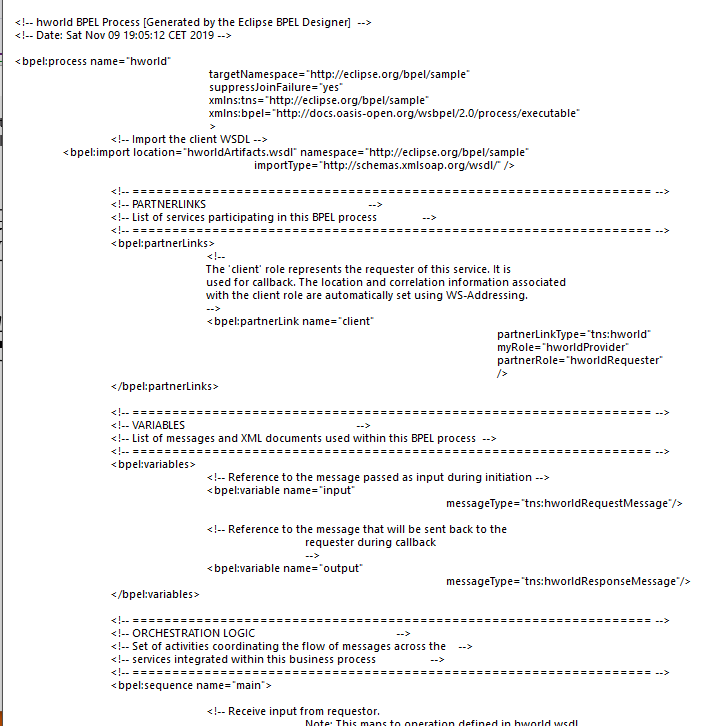 <!-- hworld BPEL Process [Generated by the Eclipse BPEL Designer]  -->
<!-- Date: Sat Nov 09 19:05:12 CET 2019 -->
<bpel:process name="hworld"
targetNamespace="http://eclipse.org/bpel/sample"
suppressJoinFailure="yes"
xmlns:tns="http://eclipse.org/bpel/sample"
xmlns:bpel="http://docs.oasis-open.org/wsbpel/2.0/process/executable"
>
<!-- Import the client WSDL -->
<bpel:import location="hworldArtifacts.wsdl" namespace="http://eclipse.org/bpel/sample"
importType="http://schemas.xmlsoap.org/wsdl/" />
<!-- ================================================================= -->
<!-- PARTNERLINKS -->
<!-- List of services participating in this BPEL process -->
<!-- ================================================================= -->
<bpel:partnerLinks>
<!--
The 'client' role represents the requester of this service. It is
used for callback. The location and correlation information associated
with the client role are automatically set using WS-Addressing.
-->
<bpel:partnerLink name="client"
partnerLinkType="tns:hworld"
myRole="hworldProvider"
partnerRole="hworldRequester"
/>
</bpel:partnerLinks>
<!-- ================================================================= -->
<!-- VARIABLES -->
<!-- List of messages and XML documents used within this BPEL process -->
<!-- ================================================================= -->
<bpel:variables>
<!-- Reference to the message passed as input during initiation -->
<bpel:variable name="input"
messageType="tns:hworldRequestMessage"/>
<!-- Reference to the message that will be sent back to the
requester during callback
-->
<bpel:variable name="output"
messageType="tns:hworldResponseMessage"/>
</bpel:variables>
<!-- ================================================================= -->
<!-- ORCHESTRATION LOGIC -->
<!-- Set of activities coordinating the flow of messages across the -->
<!-- services integrated within this business process -->
<!-- ================================================================= -->
<bpel:sequence name="main">
<!-- Receive input from requestor.
Note: This maps to operation defined in hworld.wsdl